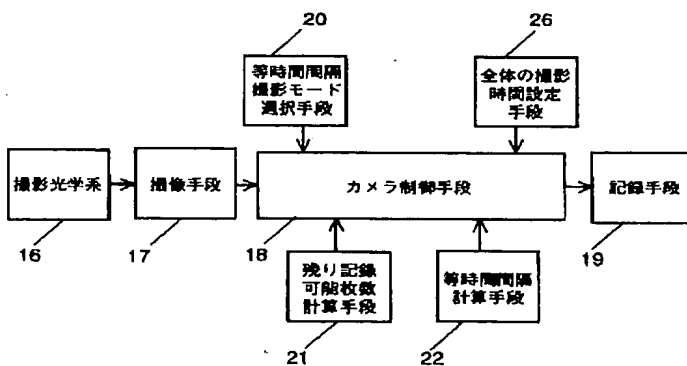 20
26
等時間間隔
撮影モード
選択手段
全体の撮影
時間設定
手段
撮影光学系
撮像手段
カメラ制御手段
記録手段
16
17
18
19
残り記録
可能枚数
計算手段
等時間間隔
計算手段
21
22